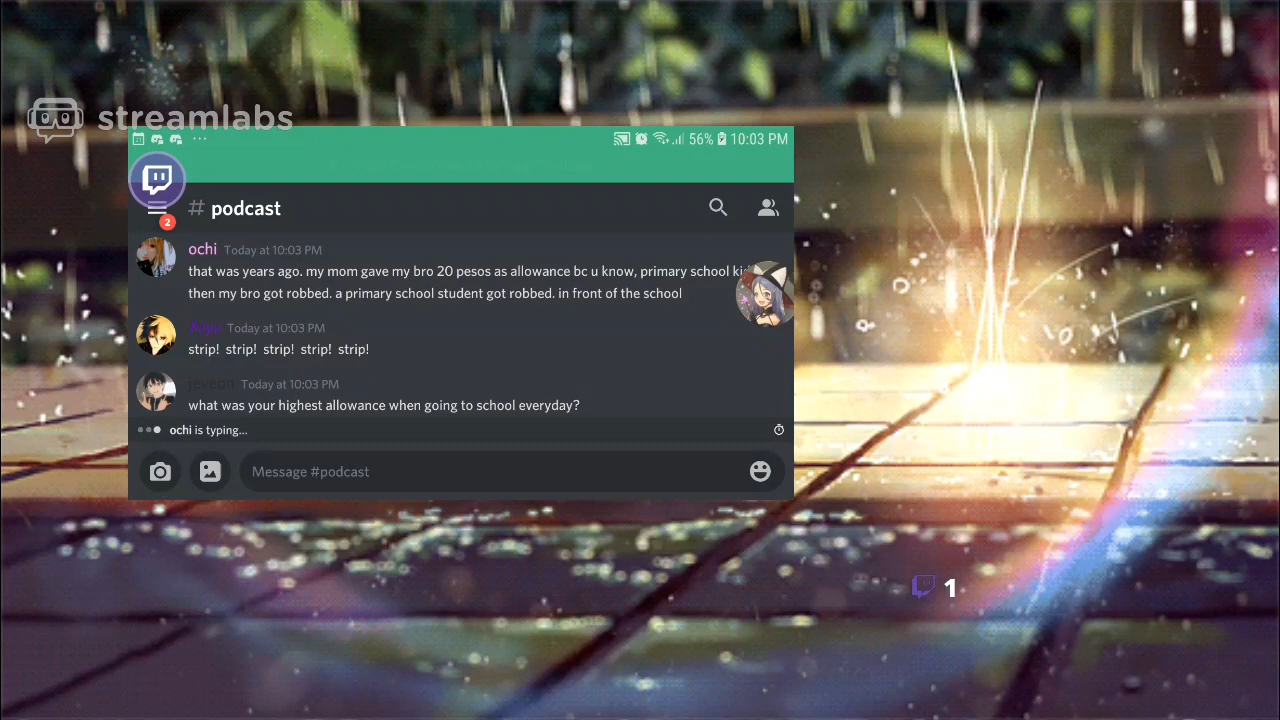 streamlabs
56% 10:03 PM
2
# podcast
ochi Today at 10:03 PM
that was years ago. my mom gave my bro 20 pesos as allowance bc u know, primary school
then my bro got robbed. a primary school student got robbed. in front of the school
Today at 10:03 PM
strip! strip! strip! strip! strip!
jeveon Today at 10:03 PM
what was your highest allowance when going to school everyday?
ochi is typing...
Message #podcast
1